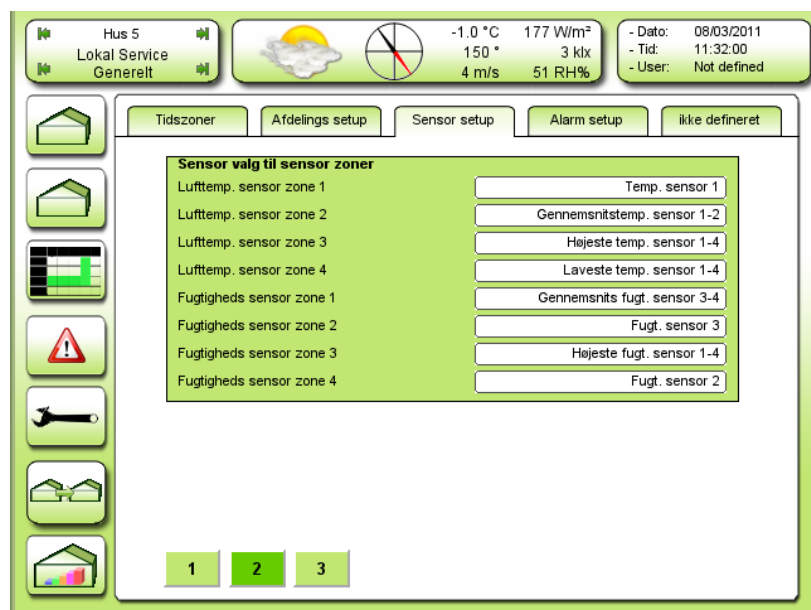 Hus 5
Lokal Service
Generelt
-1.0 °C 177 W/m²
150 ° 3 klx
4 m/s 51 RH%
- Dato: 08/03/2011
- Tid: 11:32:00
- User: Not defined
Tidszoner Afdelings setup Sensor setup Alarm setup ikke defineret
Sensor valg til sensor zoner
Lufttemp. sensor zone 1 Temp. sensor 1
Lufttemp. sensor zone 2 Gennemsnitstemp. sensor 1-2
Lufttemp. sensor zone 3 Højeste temp. sensor 1-4
Lufttemp. sensor zone 4 Laveste temp. sensor 1-4
Fugtigheds sensor zone 1 Gennemsnits fugt. sensor 3-4
Fugtigheds sensor zone 2 Fugt. sensor 3
Fugtigheds sensor zone 3 Højeste fugt. sensor 1-4
Fugtigheds sensor zone 4 Fugt. sensor 2
1 2 3